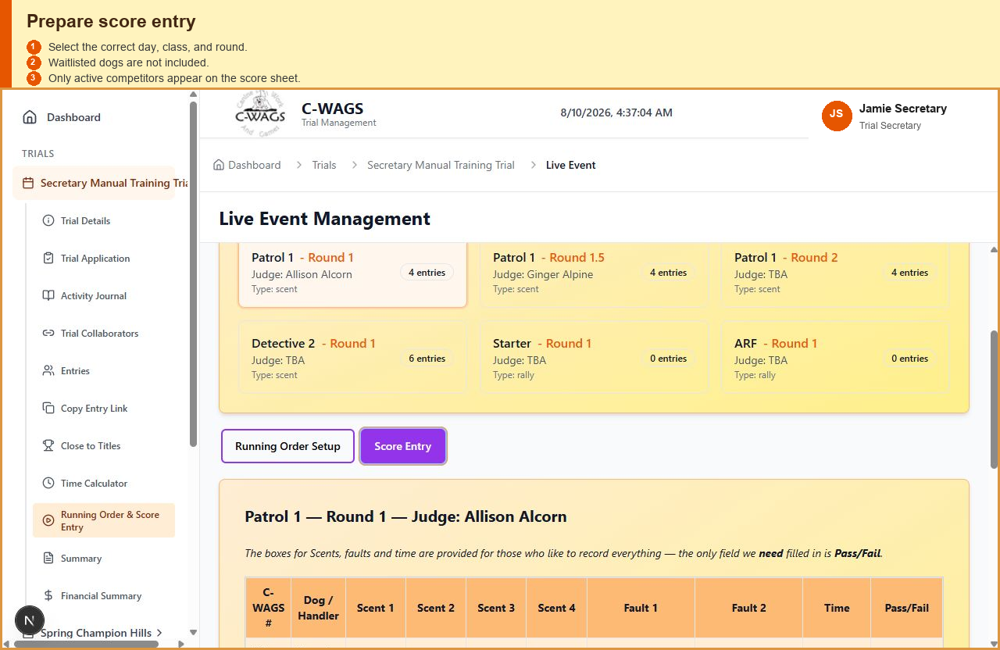 Prepare score entry
1 Select the correct day, class, and round.
2 Waitlisted dogs are not included.
3 Only active competitors appear on the score sheet.
Dashboard
TRIALS
Secretary Manual Training Tria
Trial Details
Trial Application
Activity Journal
Trial Collaborators
Entries
Copy Entry Link
Close to Titles
Time Calculator
Running Order & Score
Entry
Summary
Financial Summary
Spring Champion Hills
N
C-WAGS
And Games
C-WAGS
Trial Management
8/10/2026, 4:37:04 AM
JS
Jamie Secretary
Trial Secretary
Dashboard > Trials > Secretary Manual Training Trial > Live Event
Live Event Management
Patrol 1 - Round 1
Judge: Allison Alcorn
Type: scent
4 entries
Patrol 1 - Round 1.5
Judge: Ginger Alpine
Type: scent
4 entries
Patrol 1 - Round 2
Judge: TBA
Type: scent
4 entries
Detective 2 - Round 1
Judge: TBA
Type: scent
6 entries
Starter - Round 1
Judge: TBA
Type: rally
0 entries
ARF - Round 1
Judge: TBA
Type: rally
0 entries
Running Order Setup
Score Entry
Patrol 1 — Round 1 — Judge: Allison Alcorn
The boxes for Scents, faults and time are provided for those who like to record everything — the only field we need filled in is Pass/Fail.
C-WAGS #
Dog / Handler
Scent 1
Scent 2
Scent 3
Scent 4
Fault 1
Fault 2
Time
Pass/Fail